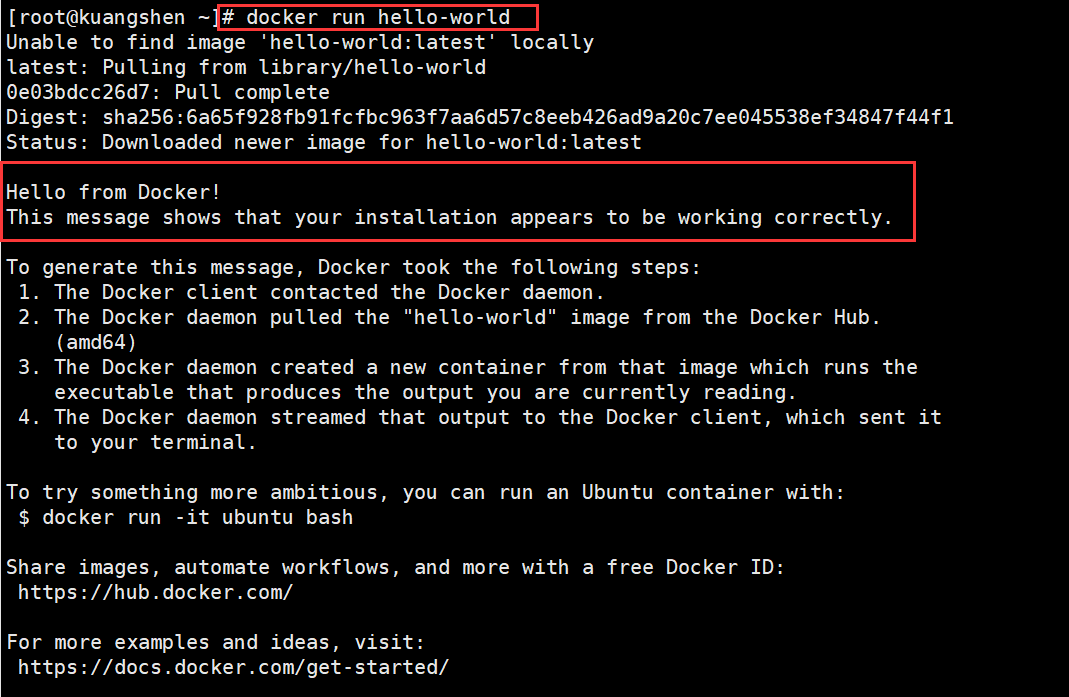 [root@kuangshen ~]# docker run hello-world
Unable to find image 'hello-world:latest' locally
latest: Pulling from library/hello-world
0e03bdcc26d7: Pull complete
Digest: sha256:6a65f928fb91fcfbc963f7aa6d57c8eeb426ad9a20c7ee045538ef34847f44f1
Status: Downloaded newer image for hello-world:latest
Hello from Docker!
This message shows that your installation appears to be working correctly.
To generate this message, Docker took the following steps:
1. The Docker client contacted the Docker daemon.
2. The Docker daemon pulled the "hello-world" image from the Docker Hub.
(amd64)
3. The Docker daemon created a new container from that image which runs the
executable that produces the output you are currently reading.
4. The Docker daemon streamed that output to the Docker client, which sent it
to your terminal.
To try something more ambitious, you can run an Ubuntu container with:
$ docker run -it ubuntu bash
Share images, automate workflows, and more with a free Docker ID:
https://hub.docker.com/
For more examples and ideas, visit:
https://docs.docker.com/get-started/